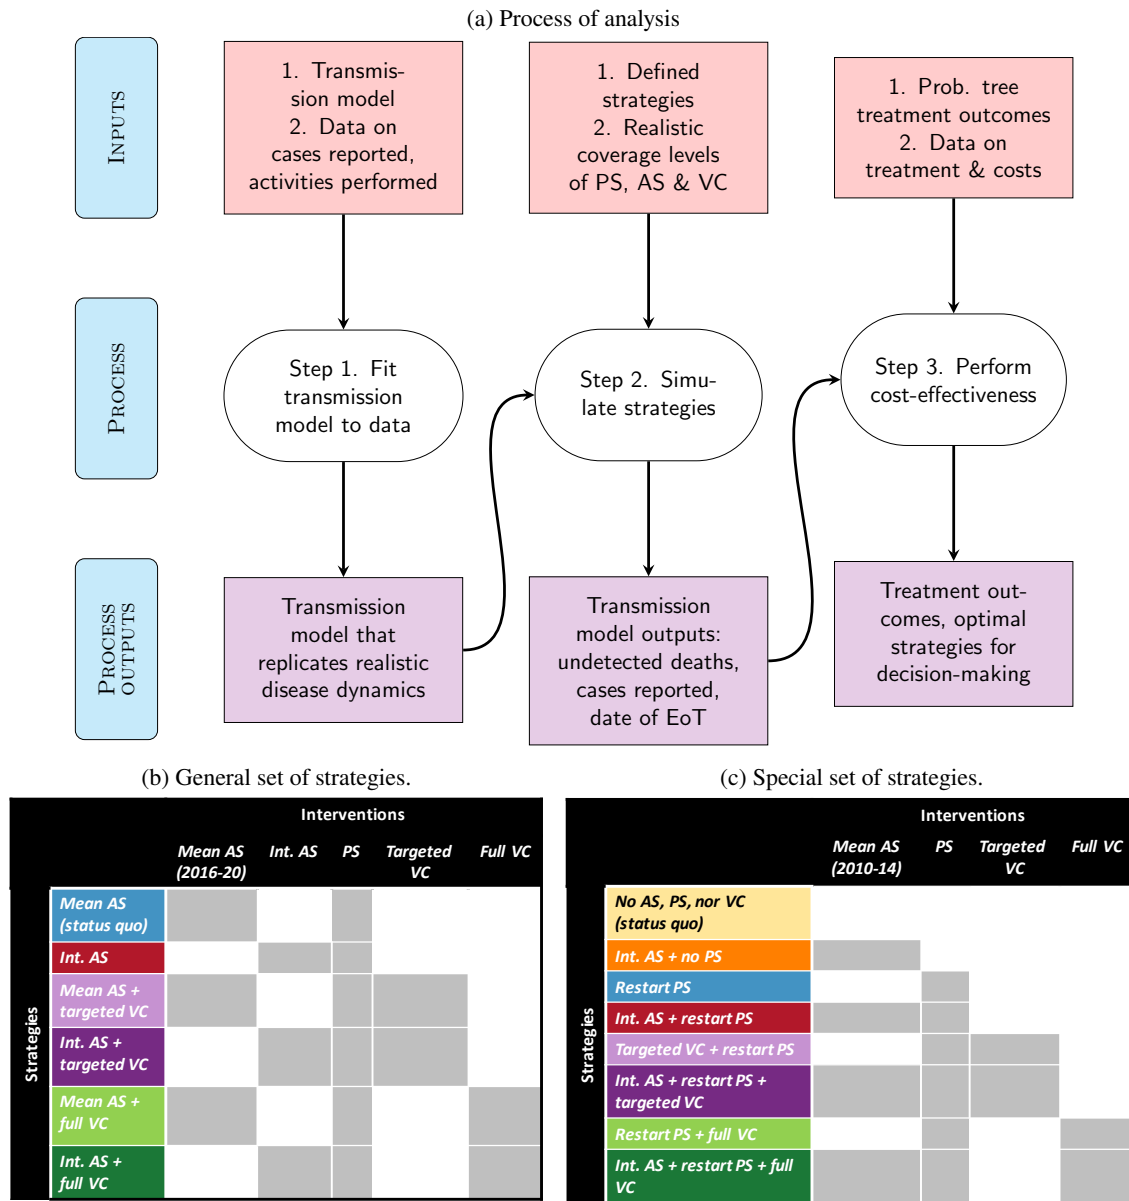 (a) Process of analysis
INPUTS
1. Transmis-
sion model
2. Data on
cases reported,
activities performed
1. Defined
strategies
2. Realistic
coverage levels
of PS, AS & VC
1. Prob. tree
treatment outcomes
2. Data on
treatment & costs
PROCESS
Step 1. Fit
transmission
model to data
Step 2. Simu-
late strategies
Step 3. Perform
cost-effectiveness
PROCESS
OUTPUTS
Transmission
model that
replicates realistic
disease dynamics
Transmission
model outputs:
undetected deaths,
cases reported,
date of EoT
Treatment out-
comes, optimal
strategies for
decision-making
(b) General set of strategies.
Interventions
Mean AS
(2016-20)
Int. AS
PS
Targeted
VC
Full VC
Strategies
Mean AS
(status quo)
Int. AS
Mean AS +
targeted VC
Int. AS +
targeted VC
Mean AS +
full VC
Int. AS +
full VC
(c) Special set of strategies.
Interventions
Mean AS
(2010-14)
PS
Targeted
VC
Full VC
Strategies
No AS, PS, nor VC
(status quo)
Int. AS + no PS
Restart PS
Int. AS + restart PS
Targeted VC + restart PS
Int. AS + restart PS +
targeted VC
Restart PS + full VC
Int. AS + restart PS + full
VC